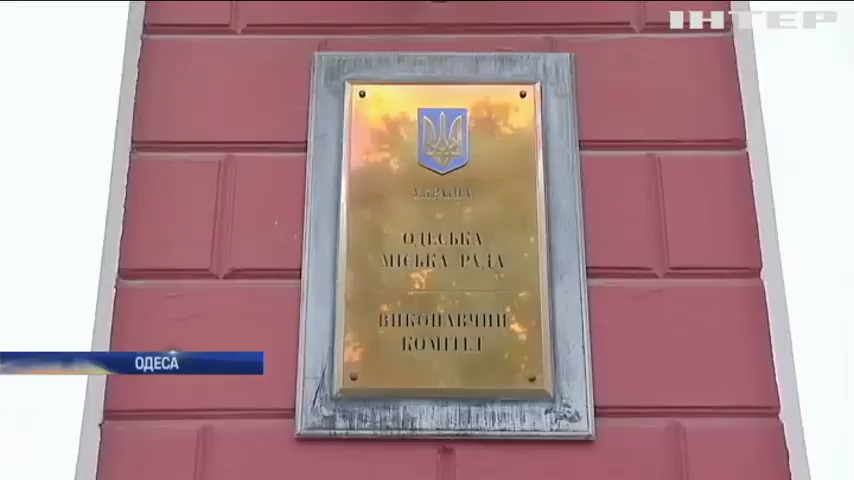 ІНТЕР
УКРАЇНА
ОДЕСЬКА
МІСЬКА РАДА
ВИКОНАВЧИЙ
КОМІТЕТ
ОДЕСА